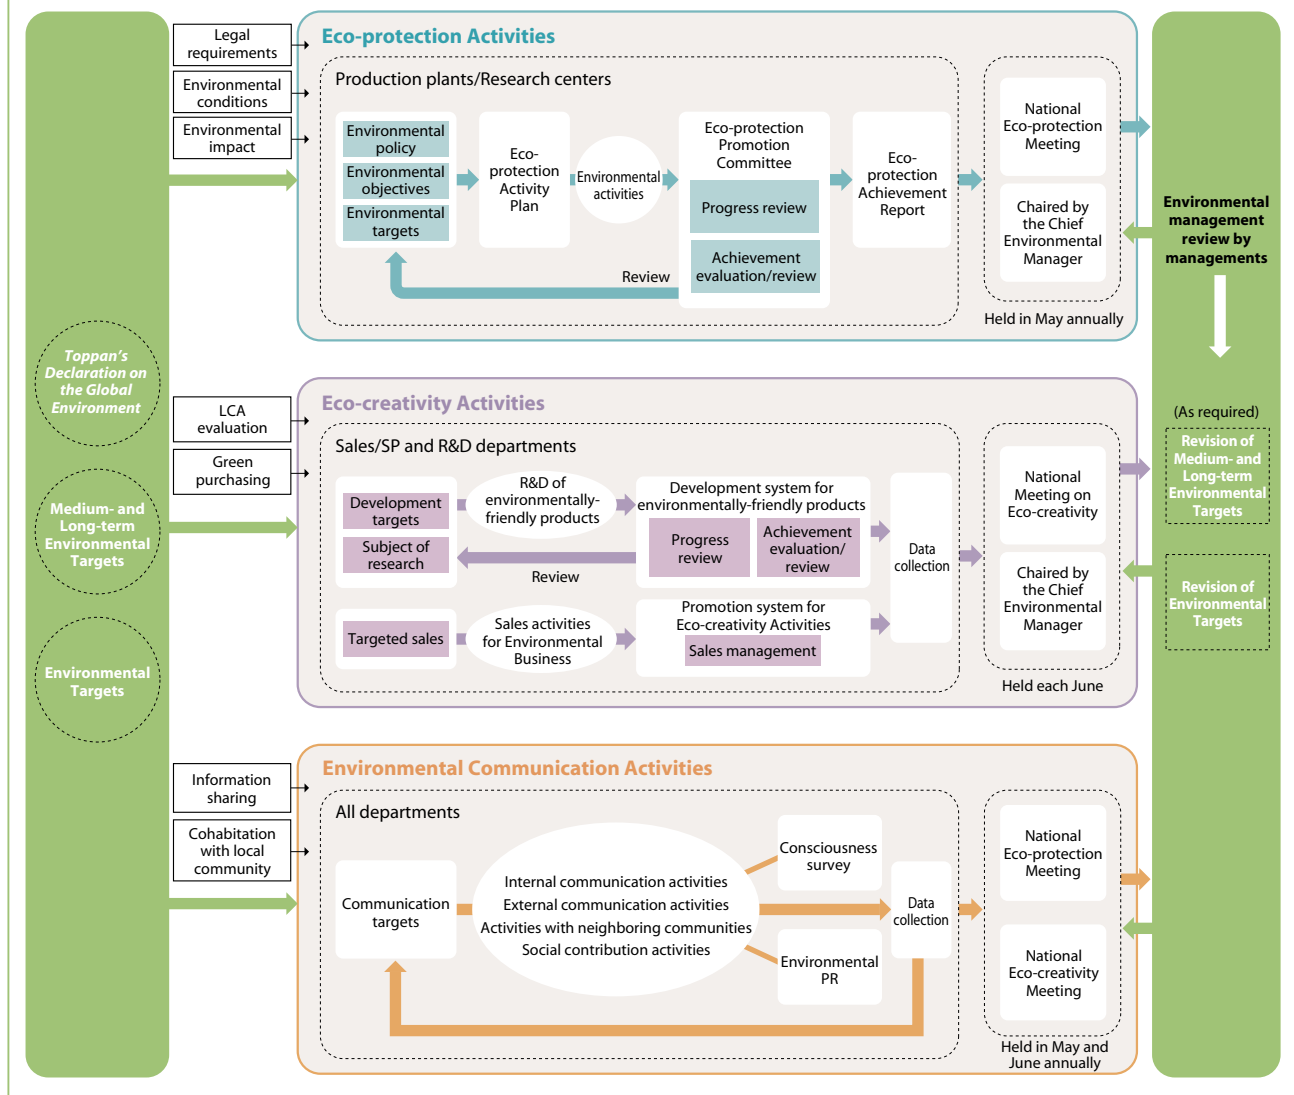 Toppan's
Declaration on
the Global
Environment
Medium- and
Long-term
Environmental
Targets
Environmental
Targets
Legal
requirements
Environmental
conditions
Environmental
impact
Eco-protection Activities
Production plants/Research centers
Environmental
policy
Environmental
objectives
Environmental
targets
Eco-
protection
Activity
Plan
Environmental
activities
Eco-protection
Promotion
Committee
Progress review
Achievement
evaluation/review
Review
Eco-
protection
Achievement
Report
National
Eco-protection
Meeting
Chaired by
the Chief
Environmental
Manager
Held in May annually
LCA
evaluation
Green
purchasing
Eco-creativity Activities
Sales/SP and R&D departments
Development
targets
Subject of
research
R&D of
environmentally-
friendly products
Development system for
environmentally-friendly products
Progress
review
Achievement
evaluation/
review
Review
Targeted sales
Sales activities
for Environmental
Business
Promotion system for
Eco-creativity Activities
Sales management
Data
collection
National
Meeting on
Eco-creativity
Chaired by
the Chief
Environmental
Manager
Held each June
Information
sharing
Cohabitation
with local
community
Environmental Communication Activities
All departments
Communication
targets
Internal communication activities
External communication activities
Activities with neighboring communities
Social contribution activities
Consciousness
survey
Environmental
PR
Data
collection
National
Eco-protection
Meeting
National
Eco-creativity
Meeting
Held in May and
June annually
Environmental
management
review by
managements
(As required)
Revision of
Medium- and
Long-term
Environmental
Targets
Revision of
Environmental
Targets